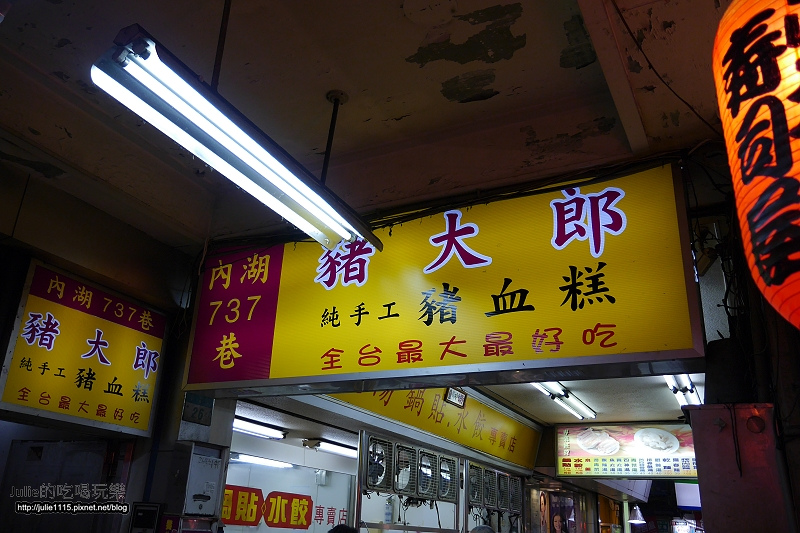 內湖737巷
豬大郎
純手工 豬血糕
全台最大最好吃
內湖
737
巷
豬大郎
純手工 豬血糕
全台最大最好吃
壽司屋
鍋貼.水餃專賣店
鍋貼 水餃 專賣
Julie的吃喝玩樂
http://julie1115.pixnet.net/blog